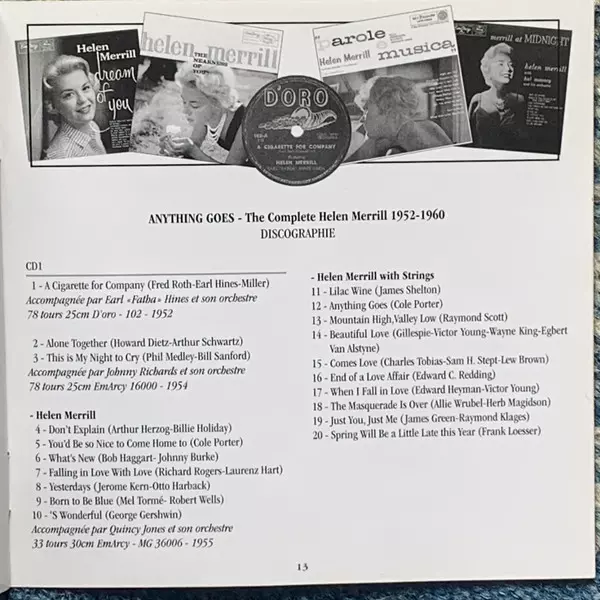 Helen
Merrill
dream
of
you
helen merrill
THE
NEARNESS
OF YOU
parole
e
Helen Merrill
musica
merrill at MIDNIGHT
helen merrill
with
hal mooney
D'ORO
A CIGARETTE FOR COMPANY
HELEN MERRILL
ANYTHING GOES - The Complete Helen Merrill 1952-1960
DISCOGRAPHIE
CD1
1 - A Cigarette for Company (Fred Roth-Earl Hines-Miller)
Accompagnée par Earl «Fatha» Hines et son orchestre
78 tours 25cm D'oro - 102 - 1952
2 - Alone Together (Howard Dietz-Arthur Schwartz)
3 - This is My Night to Cry (Phil Medley-Bill Sanford)
Accompagnée par Johnny Richards et son orchestre
78 tours 25cm EmArcy 16000 - 1954
- Helen Merrill
4 - Don't Explain (Arthur Herzog-Billie Holiday)
5 - You'd Be so Nice to Come Home to (Cole Porter)
6 - What's New (Bob Haggart- Johnny Burke)
7 - Falling in Love With Love (Richard Rogers-Laurenz Hart)
8 - Yesterdays (Jerome Kern-Otto Harback)
9 - Born to Be Blue (Mel Tormé- Robert Wells)
10 - 'S Wonderful (George Gershwin)
Accompagnée par Quincy Jones et son orchestre
33 tours 30cm EmArcy - MG 36006 - 1955
- Helen Merrill with Strings
11 - Lilac Wine (James Shelton)
12 - Anything Goes (Cole Porter)
13 - Mountain High,Valley Low (Raymond Scott)
14 - Beautiful Love (Gillespie-Victor Young-Wayne King-Egbert
Van Alstyne)
15 - Comes Love (Charles Tobias-Sam H. Stept-Lew Brown)
16 - End of a Love Affair (Edward C. Redding)
17 - When I Fall in Love (Edward Heyman-Victor Young)
18 - The Masquerade Is Over (Allie Wrubel-Herb Magidson)
19 - Just You, Just Me (James Green-Raymond Klages)
20 - Spring Will Be a Little Late this Year (Frank Loesser)
13